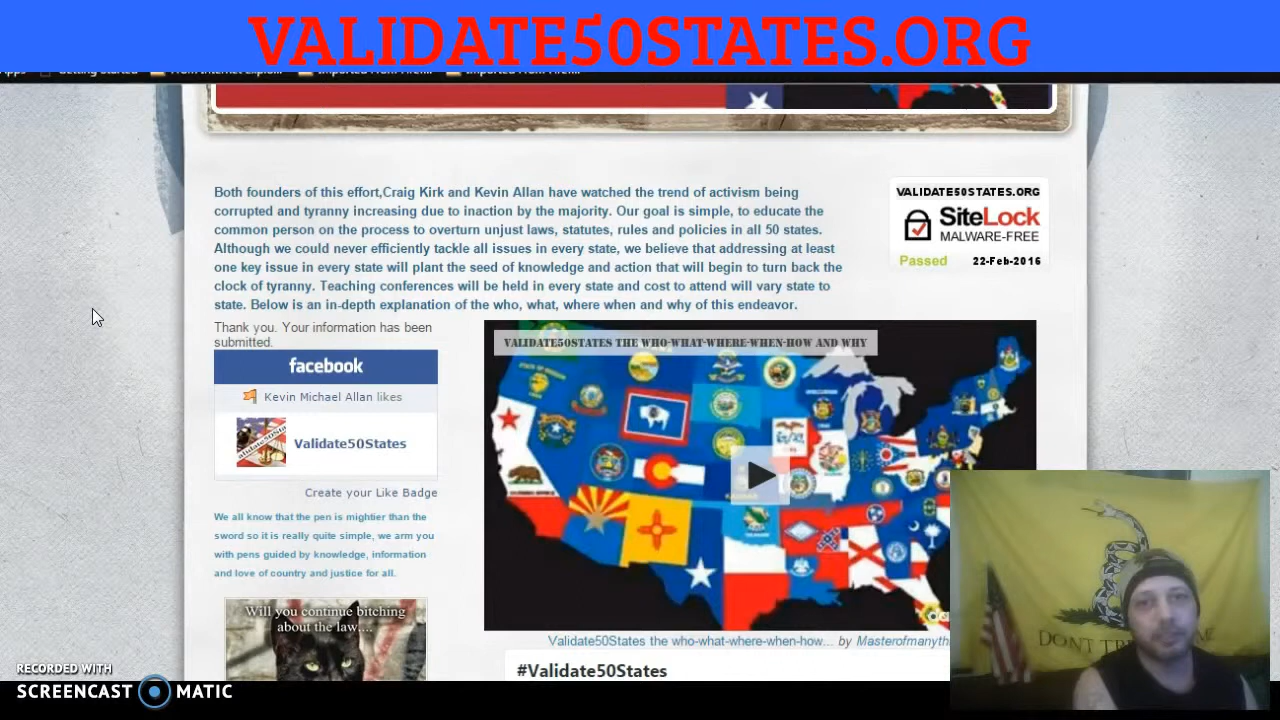 VALIDATE50STATES.ORG
Both founders of this effort,Craig Kirk and Kevin Allan have watched the trend of activism being
corrupted and tyranny increasing due to inaction by the majority. Our goal is simple, to educate the
common person on the process to overturn unjust laws, statutes, rules and policies in all 50 states.
Although we could never efficiently tackle all issues in every state, we believe that addressing at least
one key issue in every state will plant the seed of knowledge and action that will begin to turn back the
clock of tyranny. Teaching conferences will be held in every state and cost to attend will vary state to
state. Below is an in-depth explanation of the who, what, where when and why of this endeavor.
VALIDATE50STATES.ORG
SiteLock
MALWARE-FREE
Passed 22-Feb-2016
Thank you. Your information has been
submitted.
facebook
Kevin Michael Allan likes
Validate50States
Create your Like Badge
We all know that the pen is mightier than the
sword so it is really quite simple, we arm you
with pens guided by knowledge, information
and love of country and justice for all.
Will you continue bitching
about the law....
VALIDATE50STATES THE WHO-WHAT-WHERE-WHEN-HOW AND WHY
Validate50States the who-what-where-when-how... by Masterofmanyth
#Validate50States
DON'T
RECORDED WITH
SCREENCAST MATIC